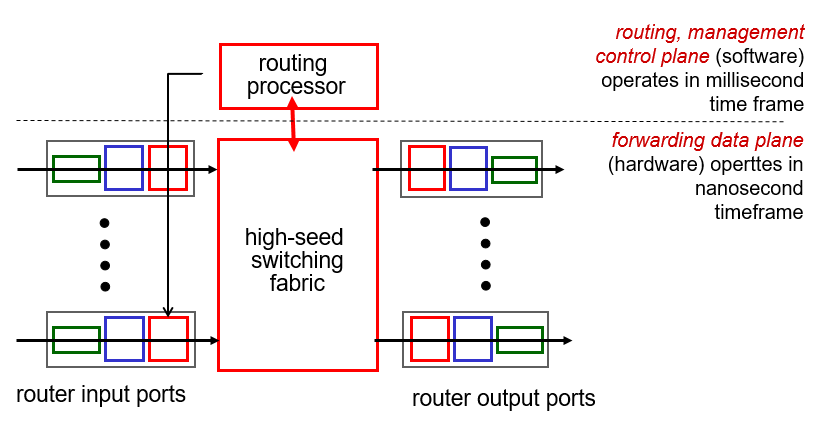 routing, management
control plane (software)
operates in millisecond
time frame
routing
processor
forwarding data plane
(hardware) operttes in
nanosecond
timeframe
high-seed
switching
fabric
router input ports
router output ports